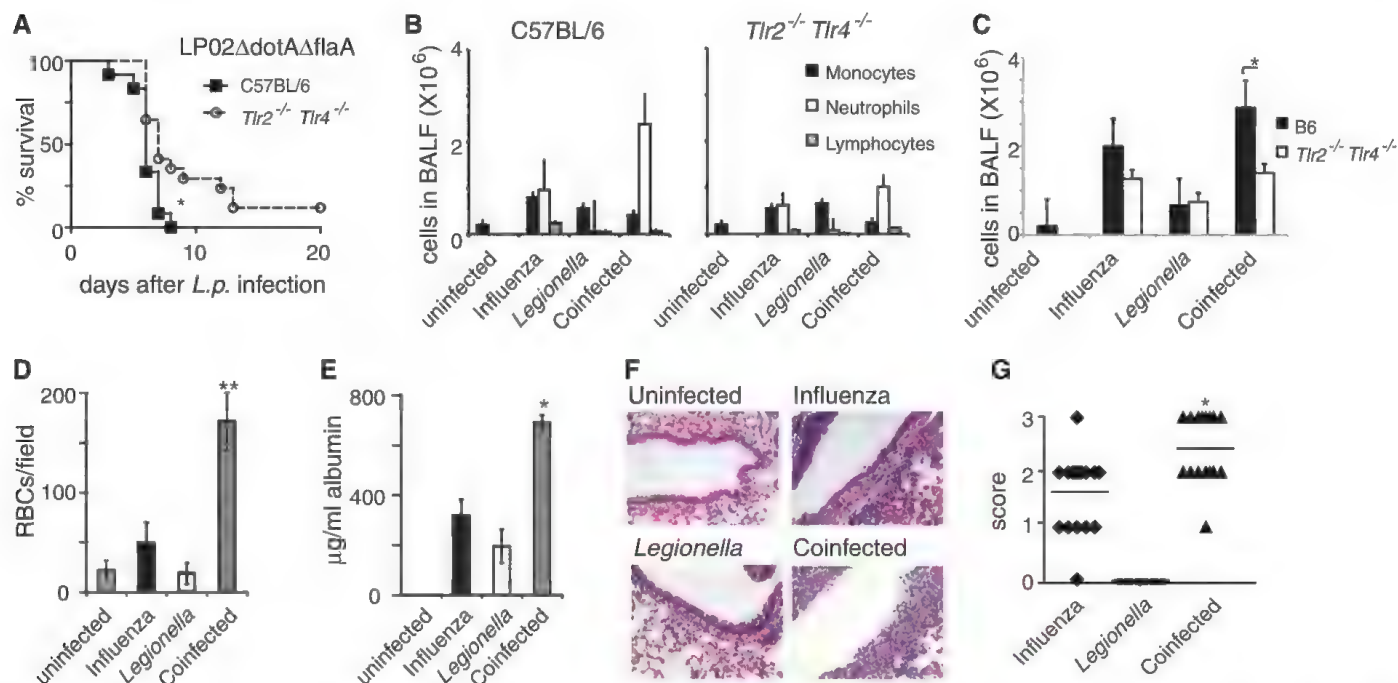 A
LP02ΔdotAΔflaA
C57BL/6
Tlr2-/- Tlr4-/-
% survival
100
50
0
*
0
10
20
days after L.p. infection
B
C57BL/6
Tlr2-/- Tlr4-/-
cells in BALF (X10⁶)
4
2
0
Monocytes
Neutrophils
Lymphocytes
uninfected
Influenza
Legionella
Coinfected
uninfected
Influenza
Legionella
Coinfected
C
cells in BALF (X10⁶)
4
2
0
*
B6
Tlr2-/- Tlr4-/-
uninfected
Influenza
Legionella
Coinfected
D
RBCs/field
200
100
0
**
uninfected
Influenza
Legionella
Coinfected
E
µg/ml albumin
800
400
0
*
uninfected
Influenza
Legionella
Coinfected
F
Uninfected
Influenza
Legionella
Coinfected
G
score
3
2
1
0
*
Influenza
Legionella
Coinfected